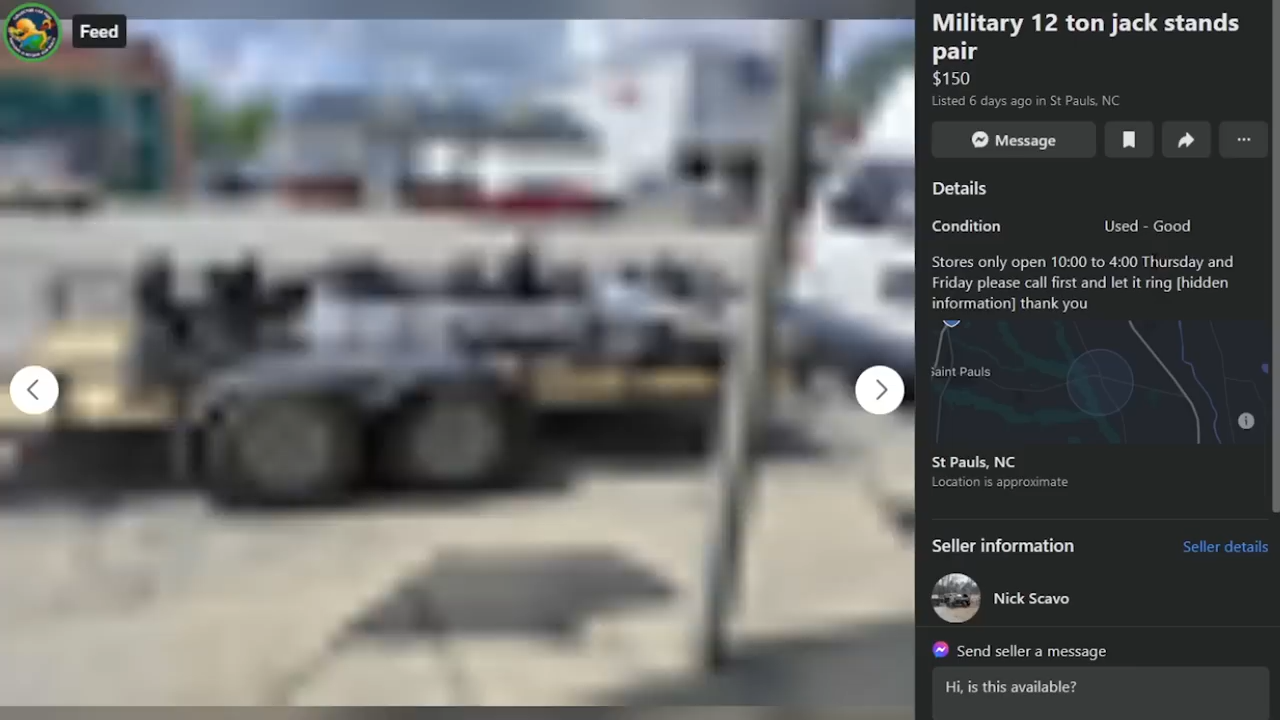 Feed
Military 12 ton jack stands
pair
$150
Listed 6 days ago in St Pauls, NC
Message
Details
Condition Used - Good
Stores only open 10:00 to 4:00 Thursday and
Friday please call first and let it ring [hidden
information] thank you
Saint Pauls
St Pauls, NC
Location is approximate
Seller information Seller details
Nick Scavo
Send seller a message
Hi, is this available?